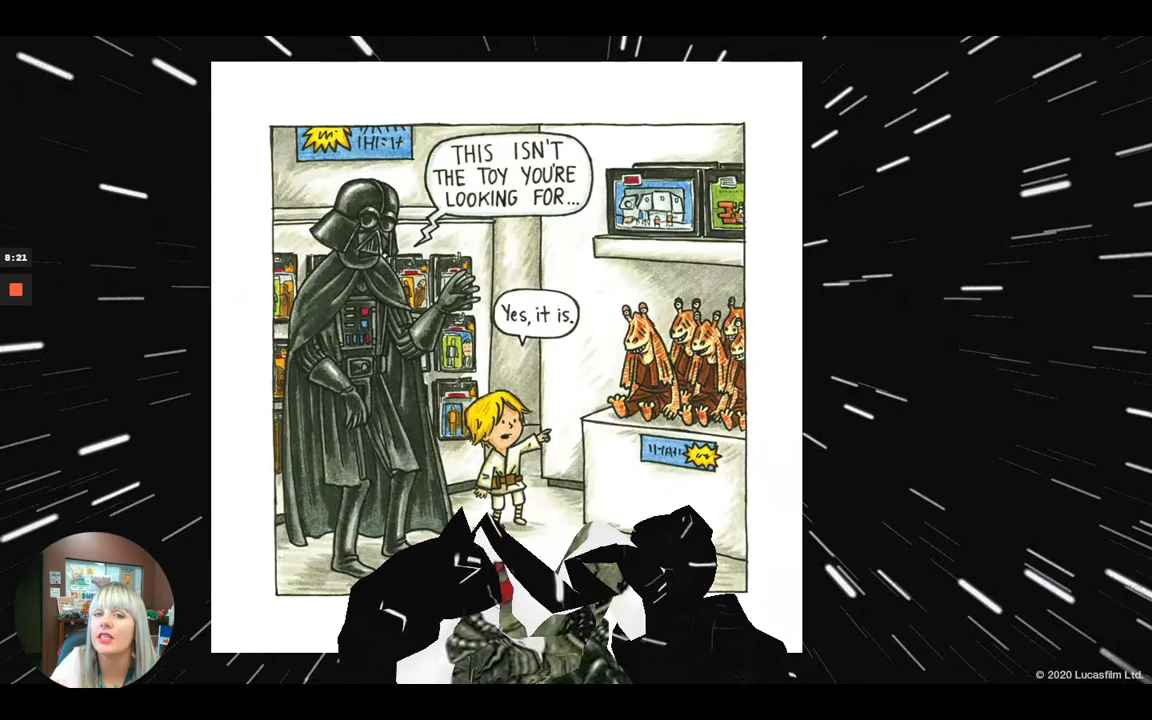 THIS ISN'T
THE TOY YOU'RE
LOOKING FOR...
Yes, it is.
8:21
© 2020 Lucasfilm Ltd.